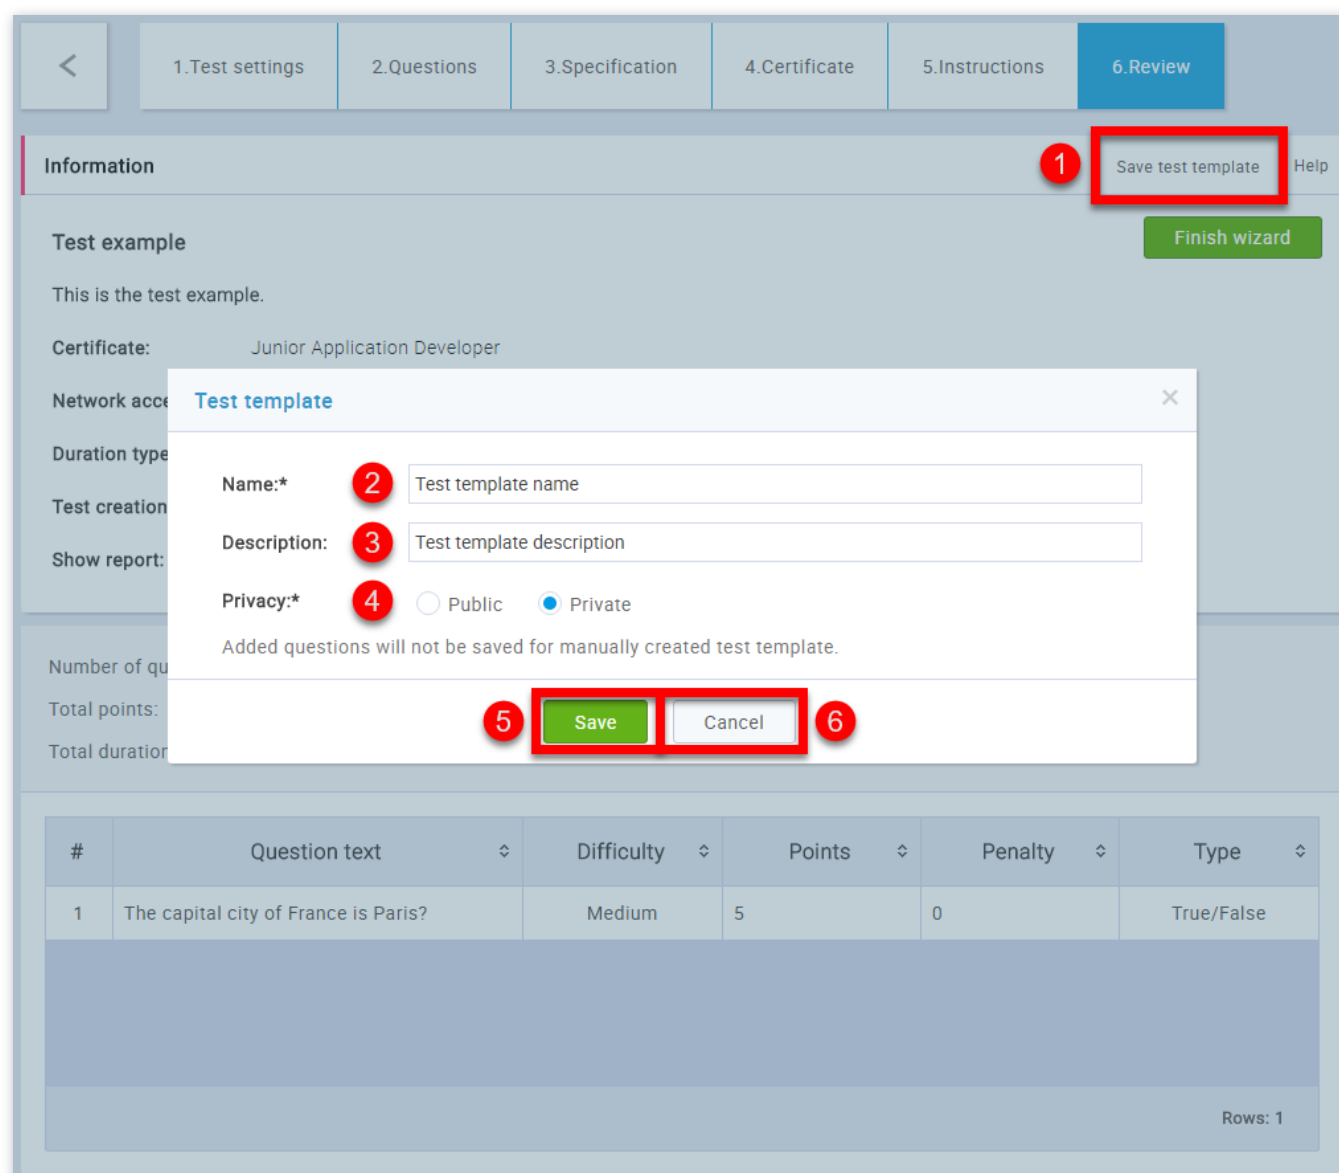 1.Test settings 2.Questions 3.Specification 4.Certificate 5.Instructions 6.Review
Information 1 Save test template Help
Test example Finish wizard
This is the test example.
Certificate: Junior Application Developer
Network acce
Test template
Duration type
Name:* 2 Test template name
Test creation
Description: 3 Test template description
Show report:
Privacy:* 4 Public Private
Added questions will not be saved for manually created test template.
Number of qu
Total points:
5 Save Cancel 6
Total duration
# Question text Difficulty Points Penalty Type
1 The capital city of France is Paris? Medium 5 0 True/False
Rows: 1